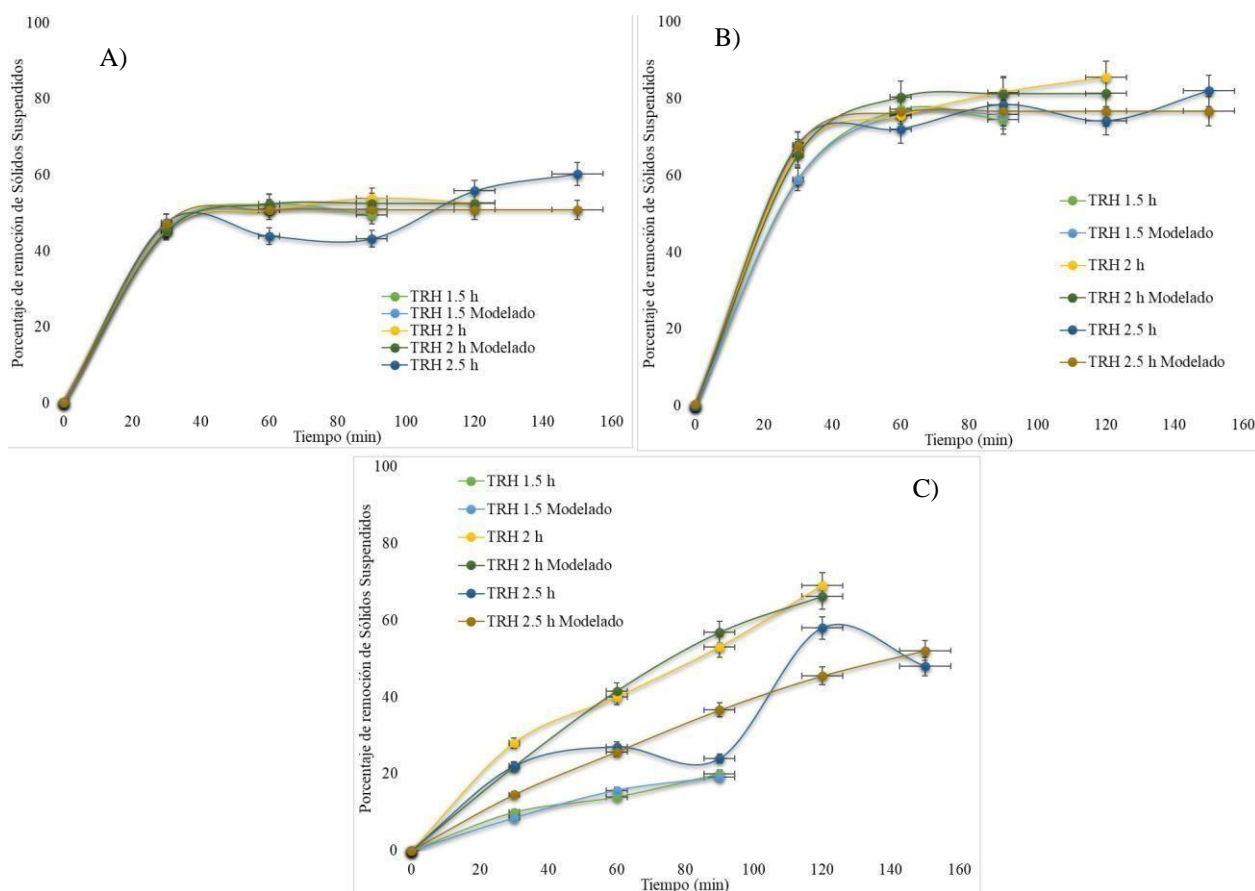 A)
Porcentaje de remoción de Sólidos Suspendidos
100
80
60
40
20
0
0 20 40 60 80 100 120 140 160
Tiempo (min)
TRH 1.5 h
TRH 1.5 Modelado
TRH 2 h
TRH 2 h Modelado
TRH 2.5 h
B)
Porcentaje de remoción de Sólidos Suspendidos
100
80
60
40
20
0
0 20 40 60 80 100 120 140 160
Tiempo (min)
TRH 1.5 h
TRH 1.5 Modelado
TRH 2 h
TRH 2 h Modelado
TRH 2.5 h
TRH 2.5 h Modelado
C)
Porcentaje de remoción de Sólidos Suspendidos
100
80
60
40
20
0
0 20 40 60 80 100 120 140 160
Tiempo (min)
TRH 1.5 h
TRH 1.5 Modelado
TRH 2 h
TRH 2 h Modelado
TRH 2.5 h
TRH 2.5 h Modelado